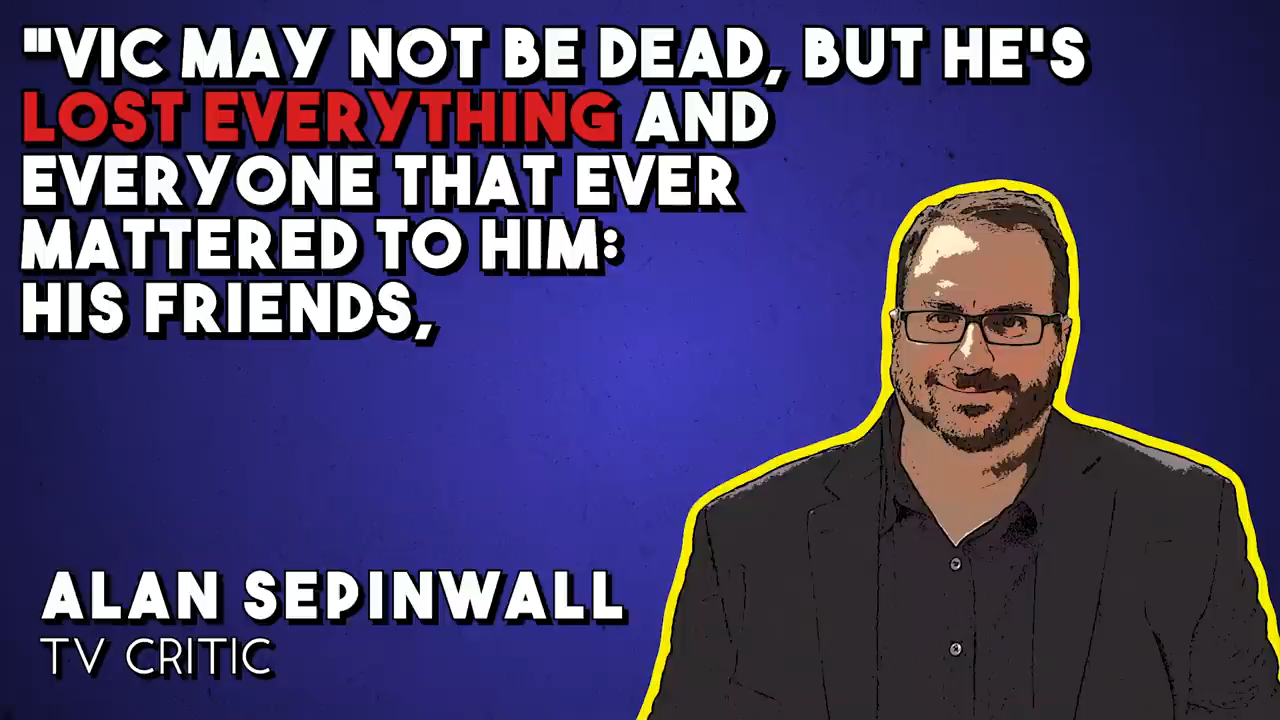 "VIC MAY NOT BE DEAD, BUT HE'S
LOST EVERYTHING AND
EVERYONE THAT EVER
MATTERED TO HIM:
HIS FRIENDS,
ALAN SEPINWALL
TV CRITIC